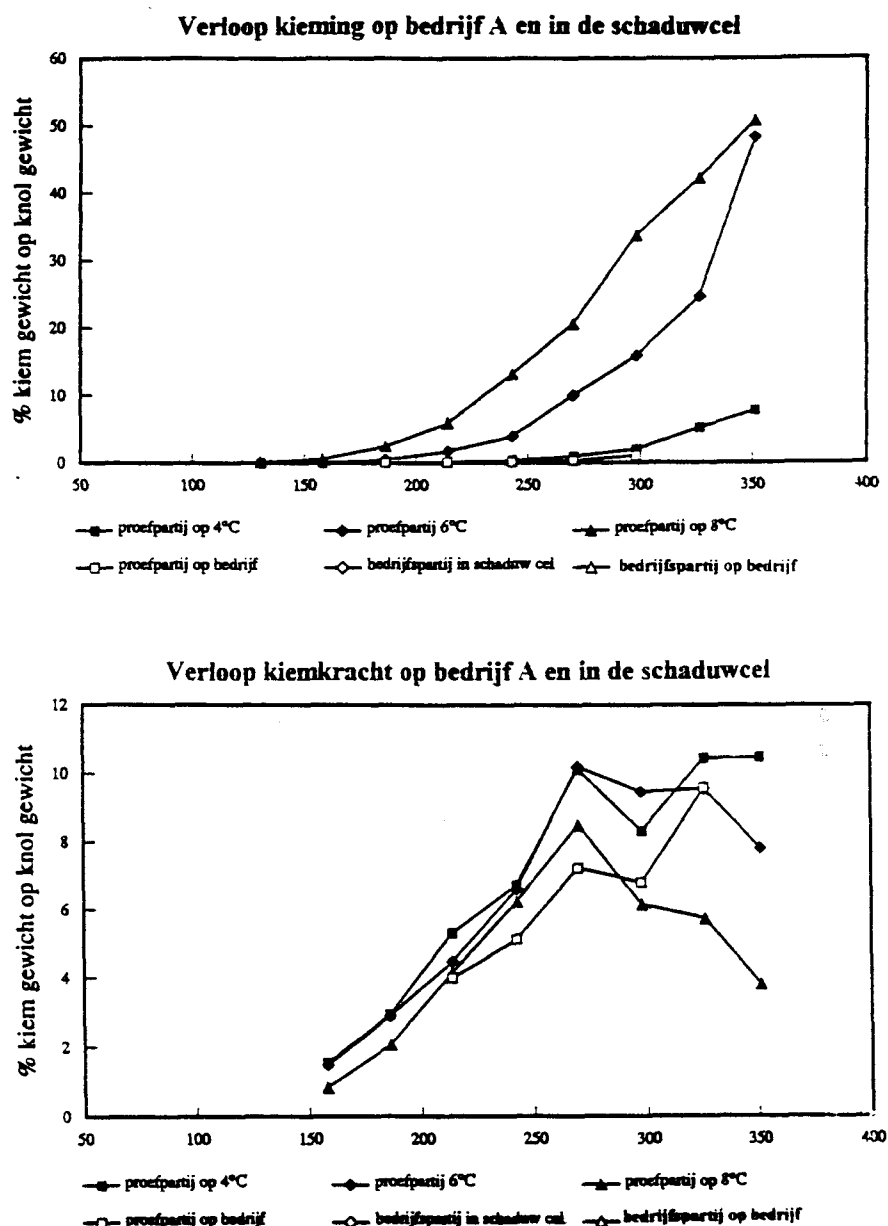 Verloop kieming op bedrijf A en in de schaduwcel
% kiem gewicht op knol gewicht
60
50
40
30
20
10
0
50 100 150 200 250 300 350 400
proefpartij op 4°C proefpartij 6°C proefpartij op 8°C
proefpartij op bedrijf bedrijfspartij in schaduw cel bedrijfspartij op bedrijf
Verloop kiemkracht op bedrijf A en in de schaduwcel
% kiem gewicht op knol gewicht
12
10
8
6
4
2
0
50 100 150 200 250 300 350 400
proefpartij op 4°C proefpartij 6°C proefpartij op 8°C
proefpartij op bedrijf bedrijfspartij in schaduw cel bedrijfspartij op bedrijf